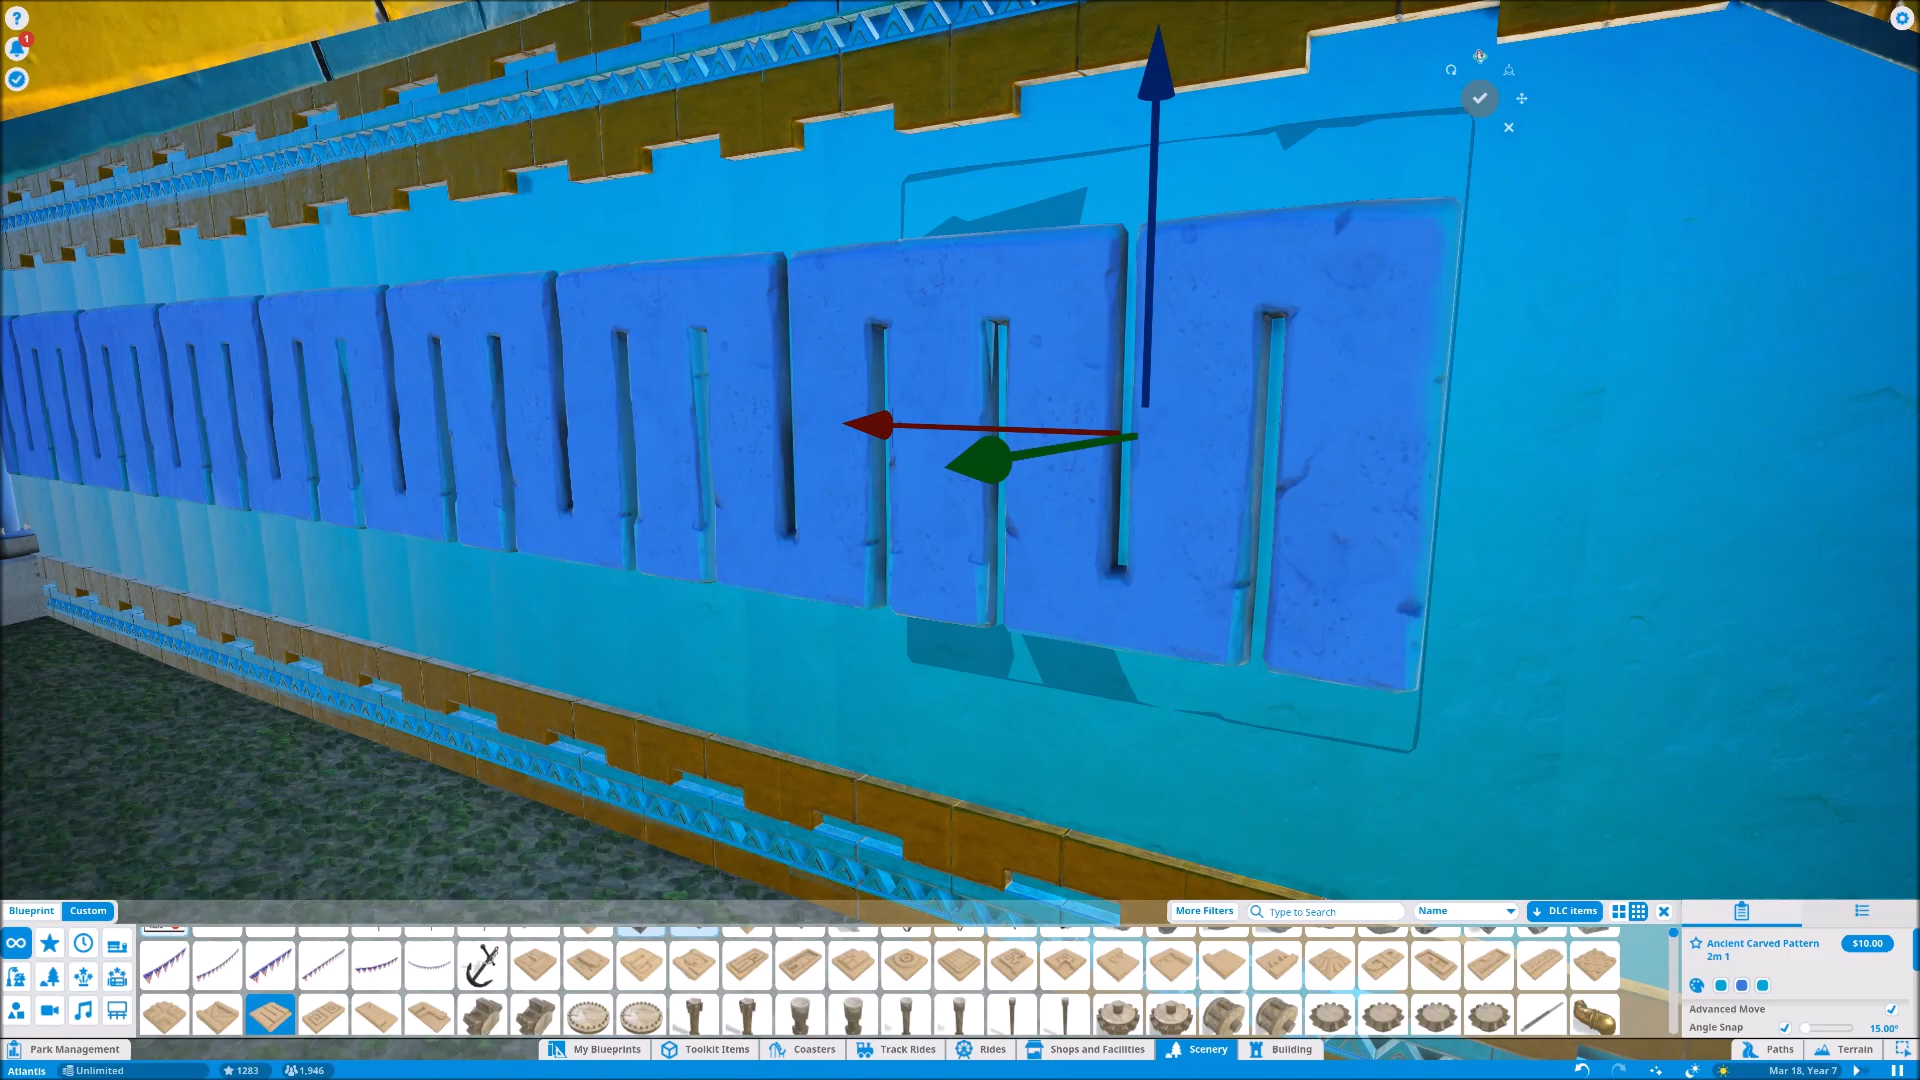 ?
1
Blueprint
Custom
More Filters
Type to Search
Name
DLC items
Ancient Carved Pattern
2m 1
$10.00
Advanced Move
Angle Snap
15.00°
Park Management
My Blueprints
Toolkit Items
Coasters
Track Rides
Rides
Shops and Facilities
Scenery
Building
Paths
Terrain
Atlantis
Unlimited
1283
1,946
Mar 18, Year 7